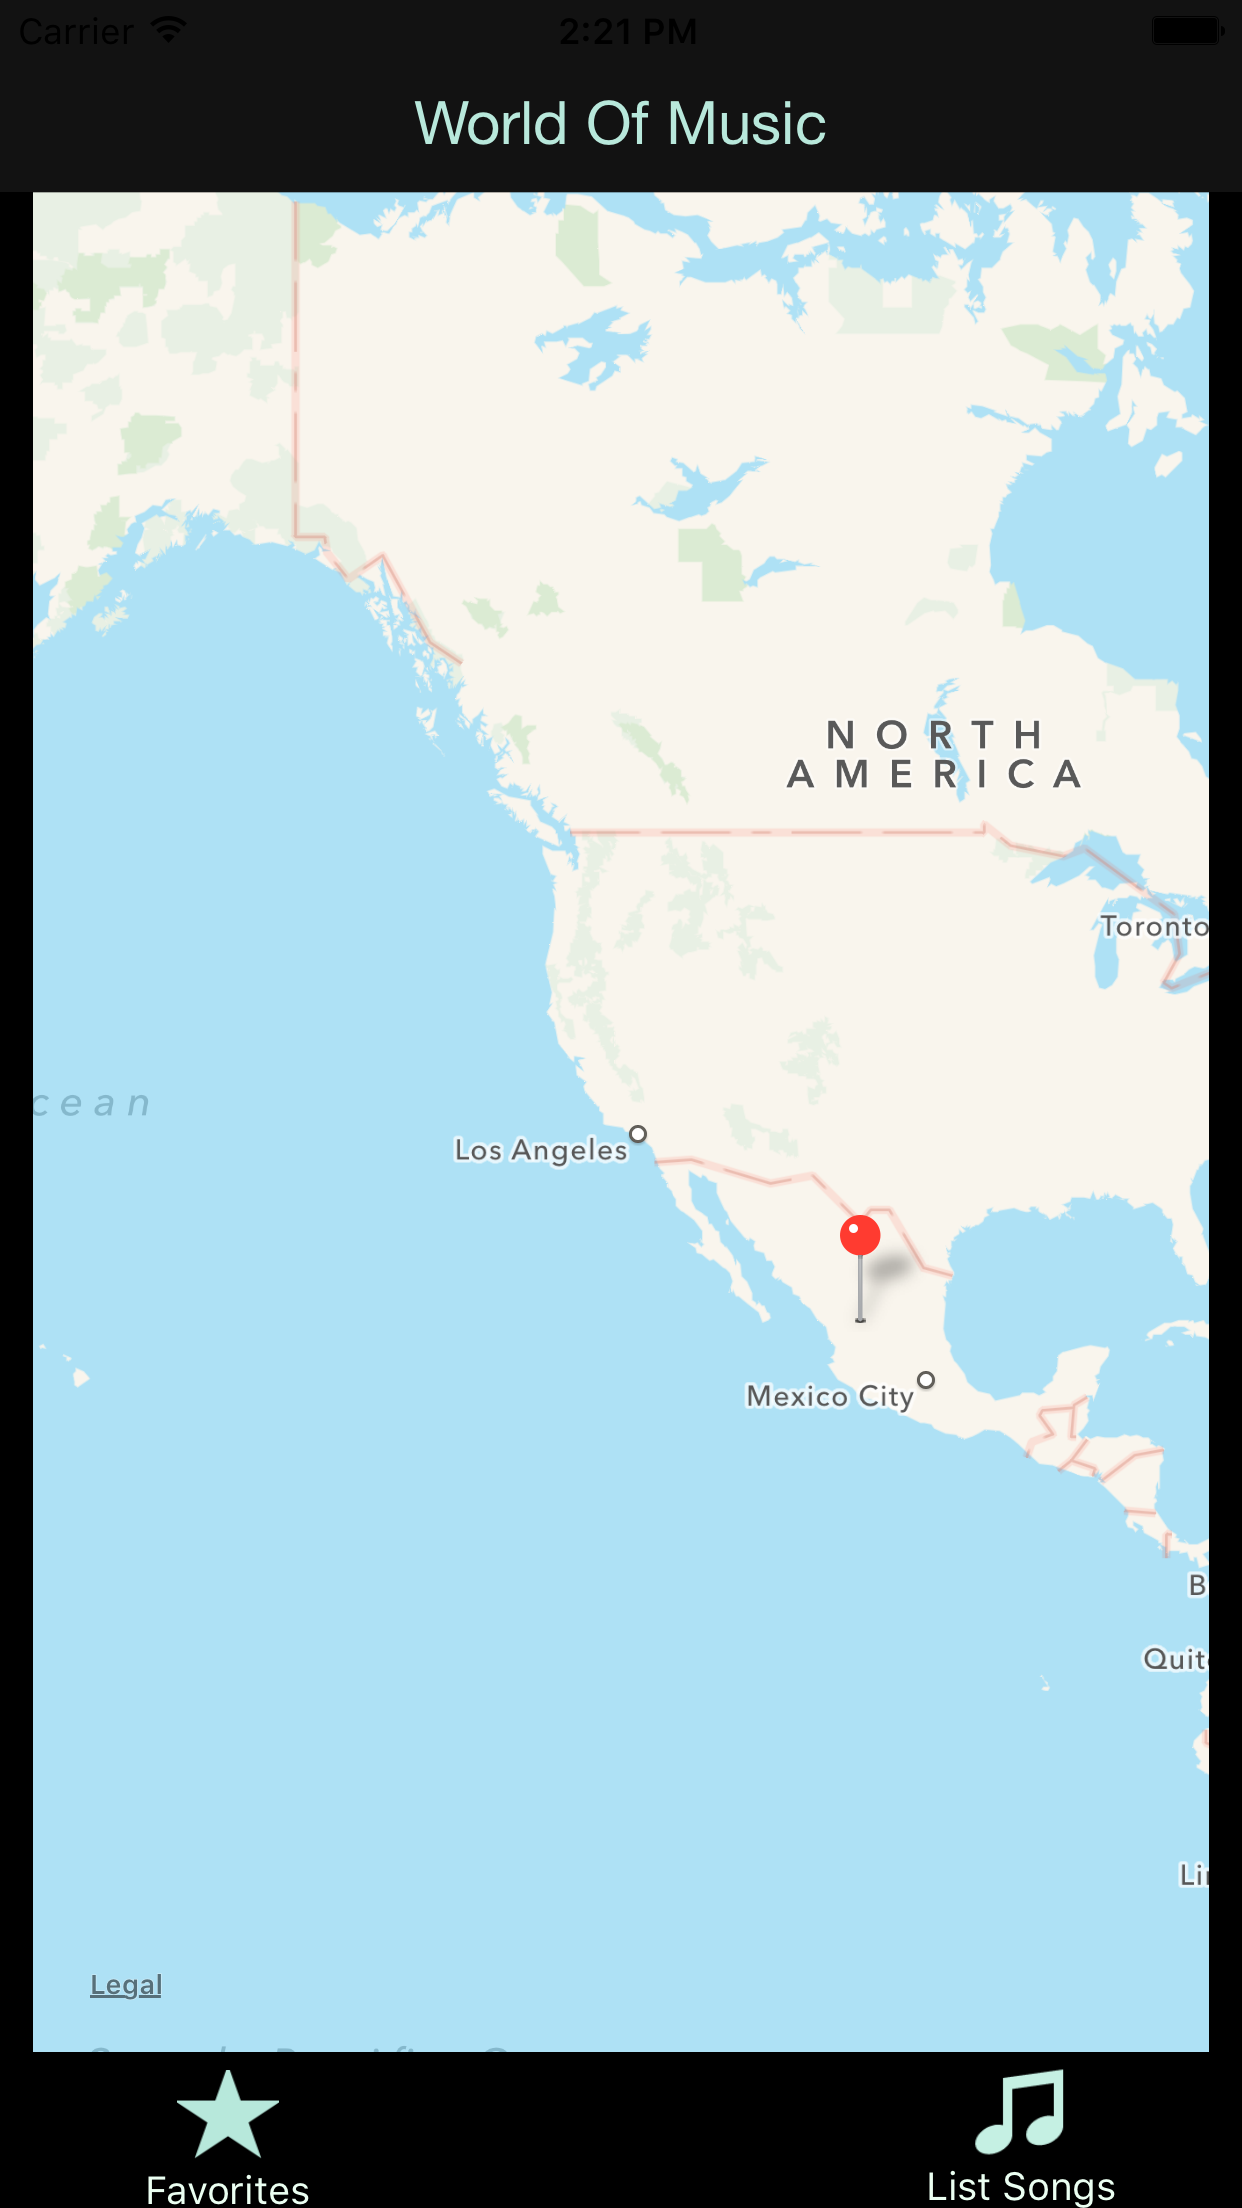 Carrier
2:21 PM
World Of Music
NORTH
AMERICA
Toronto
cean
Los Angeles
Mexico City
B
Quit
Li
Legal
Favorites
List Songs